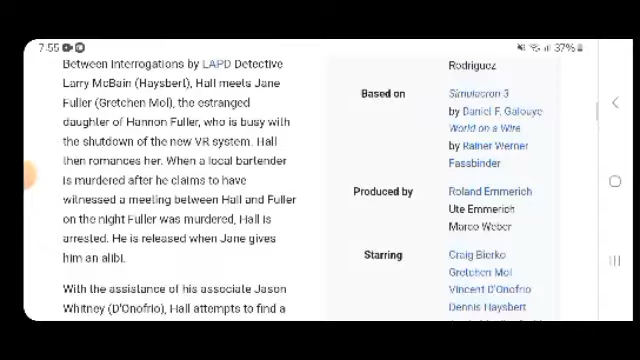 7:55
37%
Between Interrogations by LAPD Detective
Larry McBain (Haysbert), Hall meets Jane
Fuller (Gretchen Mol), the estranged
daughter of Hannon Fuller, who is busy with
the shutdown of the new VR system. Hall
then romances her. When a local bartender
is murdered after he claims to have
witnessed a meeting between Hall and Fuller
on the night Fuller was murdered, Hall is
arrested. He is released when Jane gives
him an alibi.
With the assistance of his associate Jason
Whitney (D'Onofrio), Hall attempts to find a
Rodriguez
Based on
Simulacron 3
by Daniel F. Galouye
World on a Wire
by Rainer Werner
Fassbinder
Produced by
Roland Emmerich
Ute Emmerich
Marco Weber
Starring
Craig Bierko
Gretchen Mol
Vincent D'Onofrio
Dennis Haysbert